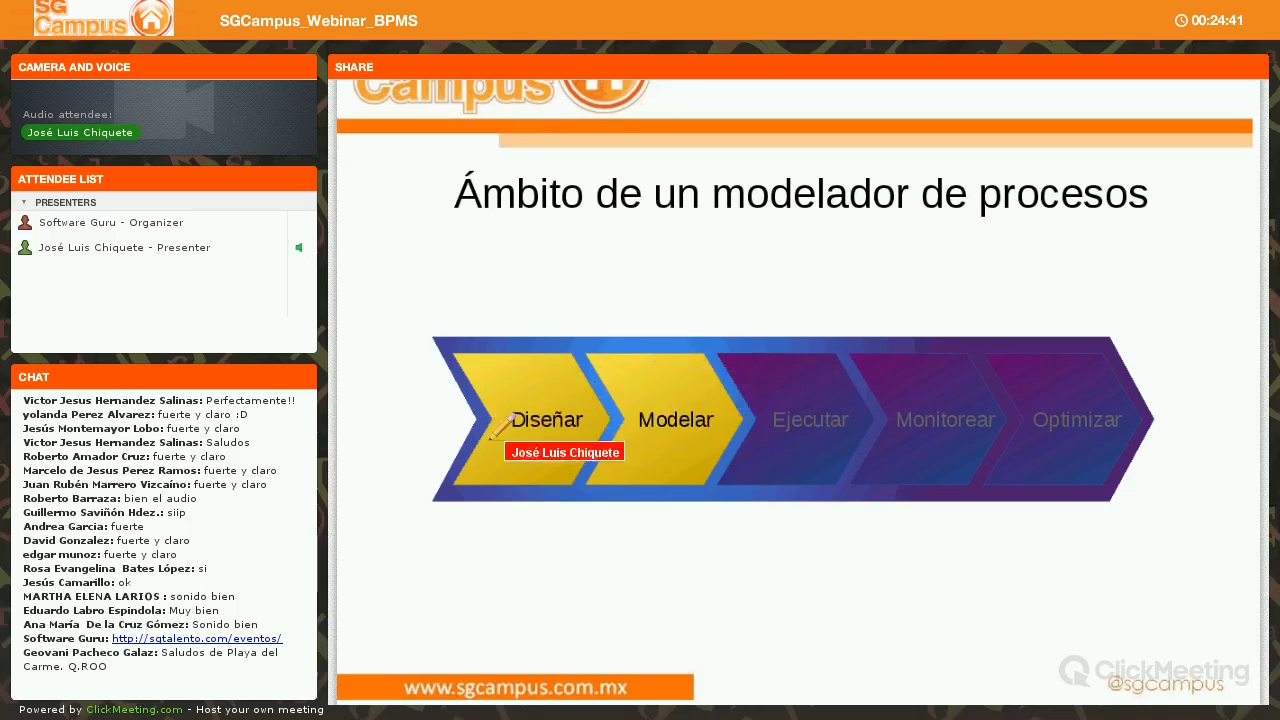 SG
Campus
SGCampus_Webinar_BPMS
00:24:41
CAMERA AND VOICE
Audio attendee:
José Luis Chiquete
ATTENDEE LIST
PRESENTERS
Software Guru - Organizer
José Luis Chiquete - Presenter
CHAT
Victor Jesus Hernandez Salinas: Perfectamente!!
yolanda Perez Alvarez: fuerte y claro :D
Jesús Montemayor Lobo: fuerte y claro
Victor Jesus Hernandez Salinas: Saludos
Roberto Amador Cruz: fuerte y claro
Marcelo de Jesus Perez Ramos: fuerte y claro
Juan Rubén Marrero Vizcaíno: fuerte y claro
Roberto Barraza: bien el audio
Guillermo Saviñón Hdez.: siip
Andrea Garcia: fuerte
David Gonzalez: fuerte y claro
edgar munoz: fuerte y claro
Rosa Evangelina Bates López: si
Jesús Camarillo: ok
MARTHA ELENA LARIOS : sonido bien
Eduardo Labro Espindola: Muy bien
Ana María De la Cruz Gómez: Sonido bien
Software Guru: http://sgtalento.com/eventos/
Geovani Pacheco Galaz: Saludos de Playa del
Carme. Q.ROO
Powered by ClickMeeting.com - Host your own meeting
SHARE
Campus
Ámbito de un modelador de procesos
Diseñar
Modelar
Ejecutar
Monitorear
Optimizar
José Luis Chiquete
www.sgcampus.com.mx
ClickMeeting
@sgcampus